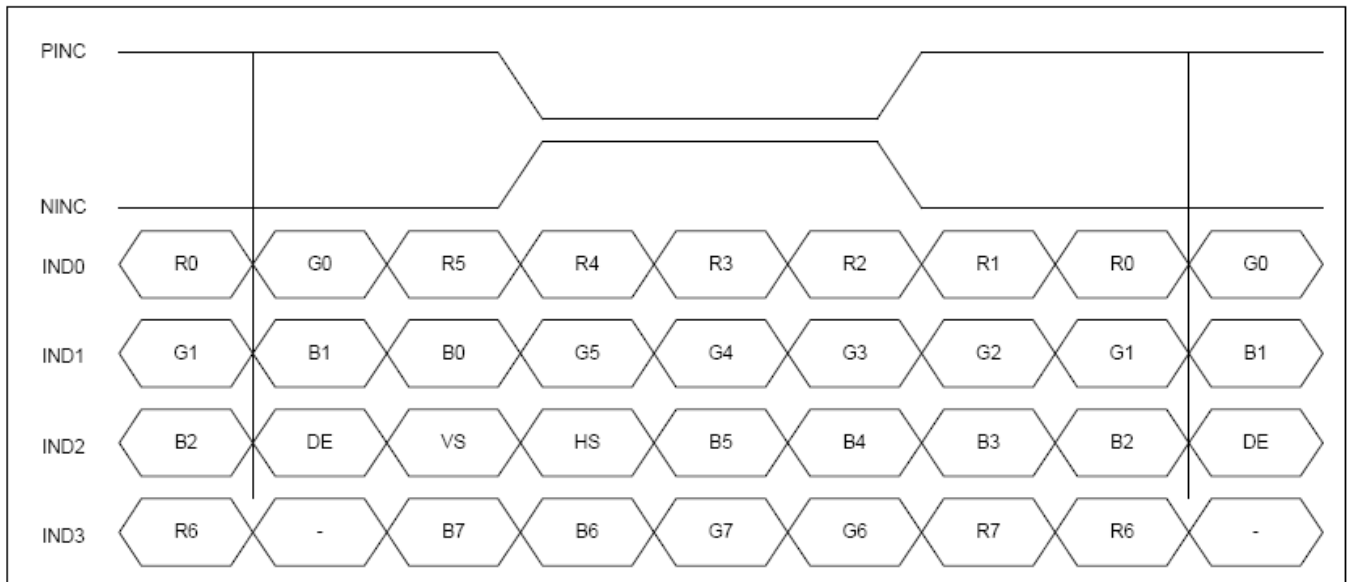 PINC
NINC
IND0 R0 G0 R5 R4 R3 R2 R1 R0 G0
IND1 G1 B1 B0 G5 G4 G3 G2 G1 B1
IND2 B2 DE VS HS B5 B4 B3 B2 DE
IND3 R6 - B7 B6 G7 G6 R7 R6 -